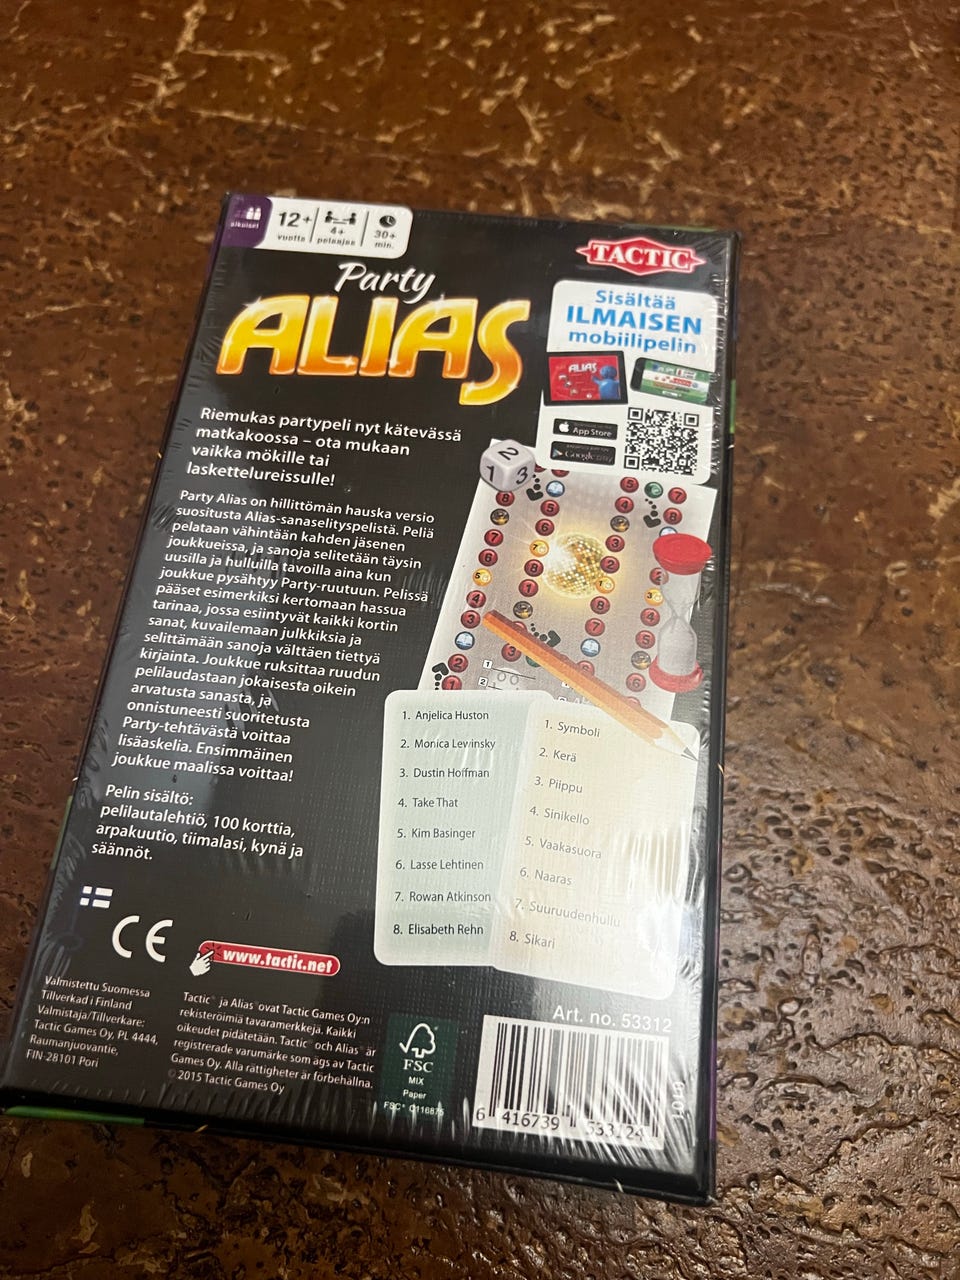 aikuiset
12+
vuotta
4+
pelaajaa
30+
min.
TACTIC
Party
ALIAS
Sisältää
ILMAISEN
mobiilipelin
ALIAS
App Store
Google play
Riemukas partypeli nyt kätevässä
matkakoossa – ota mukaan
vaikka mökille tai
laskettelureissulle!
Party Alias on hillittömän hauska versio
suositusta Alias-sanaselityspelistä. Peliä
pelataan vähintään kahden jäsenen
joukkueissa, ja sanoja selitetään täysin
uusilla ja hulluilla tavoilla aina kun
joukkue pysähtyy Party-ruutuun. Pelissä
pääset esimerkiksi kertomaan hassua
tarinaa, jossa esiintyvät kaikki kortin
sanat, kuvailemaan julkkiksia ja
selittämään sanoja välttäen tiettyä
kirjainta. Joukkue ruksittaa ruudun
pelilaudastaan jokaisesta oikein
arvatusta sanasta, ja
onnistuneesti suoritetusta
Party-tehtävästä voittaa
lisäaskelia. Ensimmäinen
joukkue maalissa voittaa!
Pelin sisältö:
pelilautalehtiö, 100 korttia,
arpakuutio, tiimalasi, kynä ja
säännöt.
1. Anjelica Huston
2. Monica Lewinsky
3. Dustin Hoffman
4. Take That
5. Kim Basinger
6. Lasse Lehtinen
7. Rowan Atkinson
8. Elisabeth Rehn
1. Symboli
2. Kerä
3. Piippu
4. Sinikello
5. Vaakasuora
6. Naaras
7. Suuruudenhullu
8. Sikari
CE
www.tactic.net
Valmistettu Suomessa
Tillverkad i Finland
Valmistaja/Tillverkare:
Tactic Games Oy, PL 4444,
Raumanjuovantie,
FIN-28101 Pori
Tactic® ja Alias® ovat Tactic Games Oy:n
rekisteröimiä tavaramerkkejä. Kaikki
oikeudet pidätetään. Tactic® och Alias® är
registrerade varumärke som ägs av Tactic
Games Oy. Alla rättigheter är förbehållna.
© 2015 Tactic Games Oy
FSC
MIX
Paper
FSC® C116875
Art. no. 53312
6 416739 533124